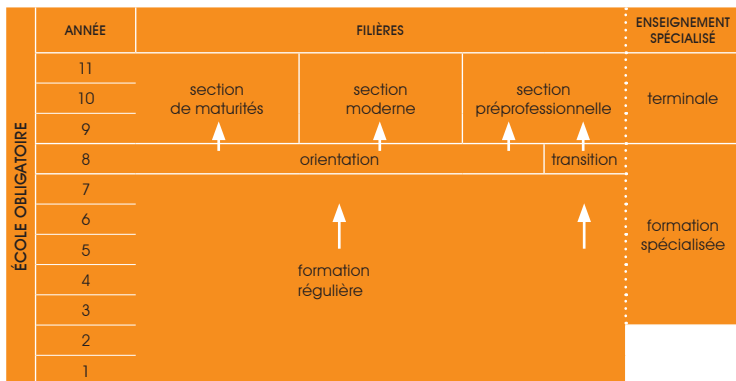 ÉCOLE OBLIGATOIRE
ANNÉE
FILIÈRES
ENSEIGNEMENT
SPÉCIALISÉ
11
10
9
8
7
6
5
4
3
2
1
section
de maturités
section
moderne
section
préprofessionnelle
terminale
orientation
transition
formation
régulière
formation
spécialisée